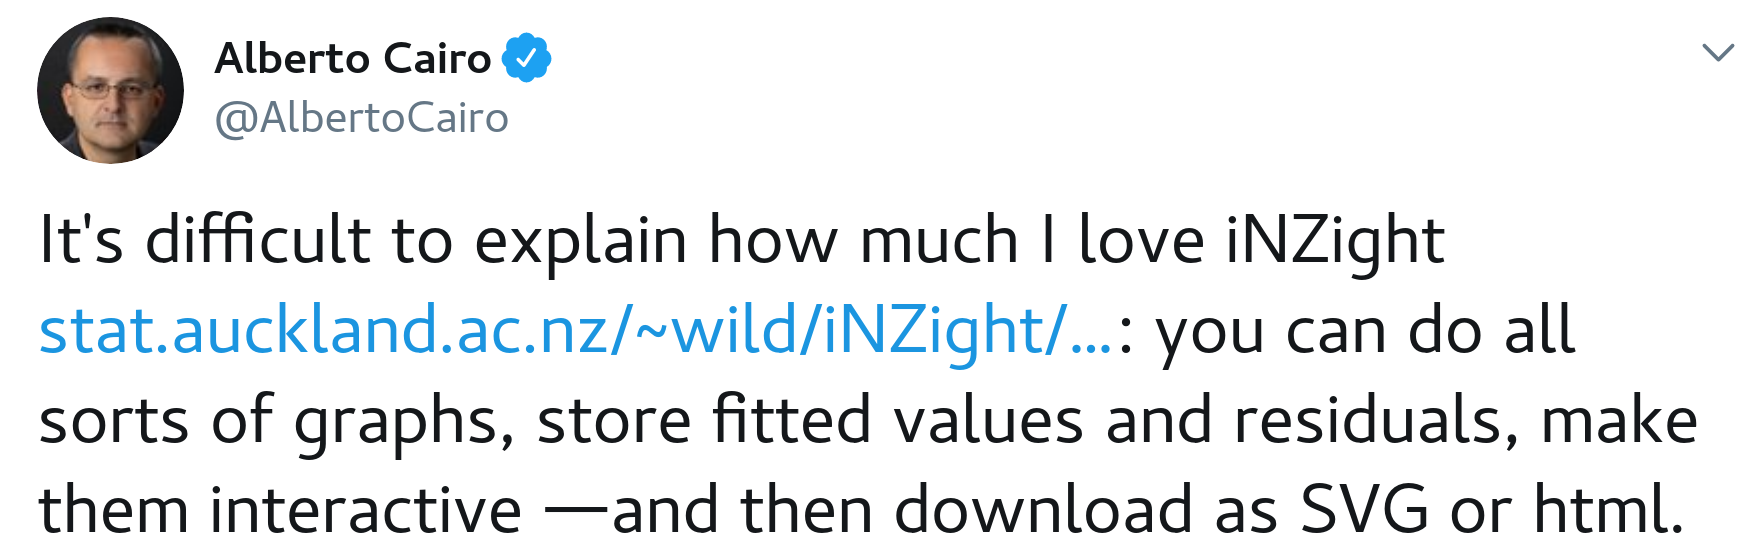 Alberto Cairo
@AlbertoCairo
It's difficult to explain how much I love iNZight
stat.auckland.ac.nz/~wild/iNZight/…: you can do all
sorts of graphs, store fitted values and residuals, make
them interactive —and then download as SVG or html.